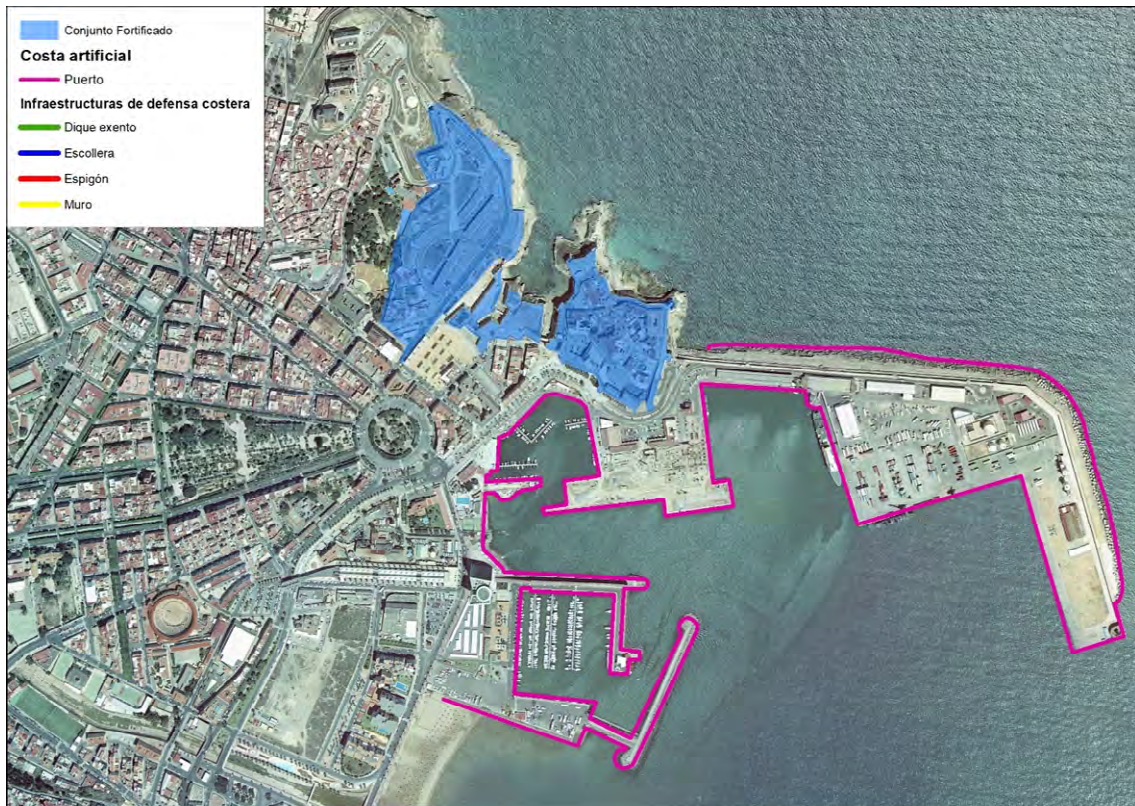 Conjunto Fortificado
Costa artificial
Puerto
Infraestructuras de defensa costera
Dique exento
Escollera
Espigón
Muro